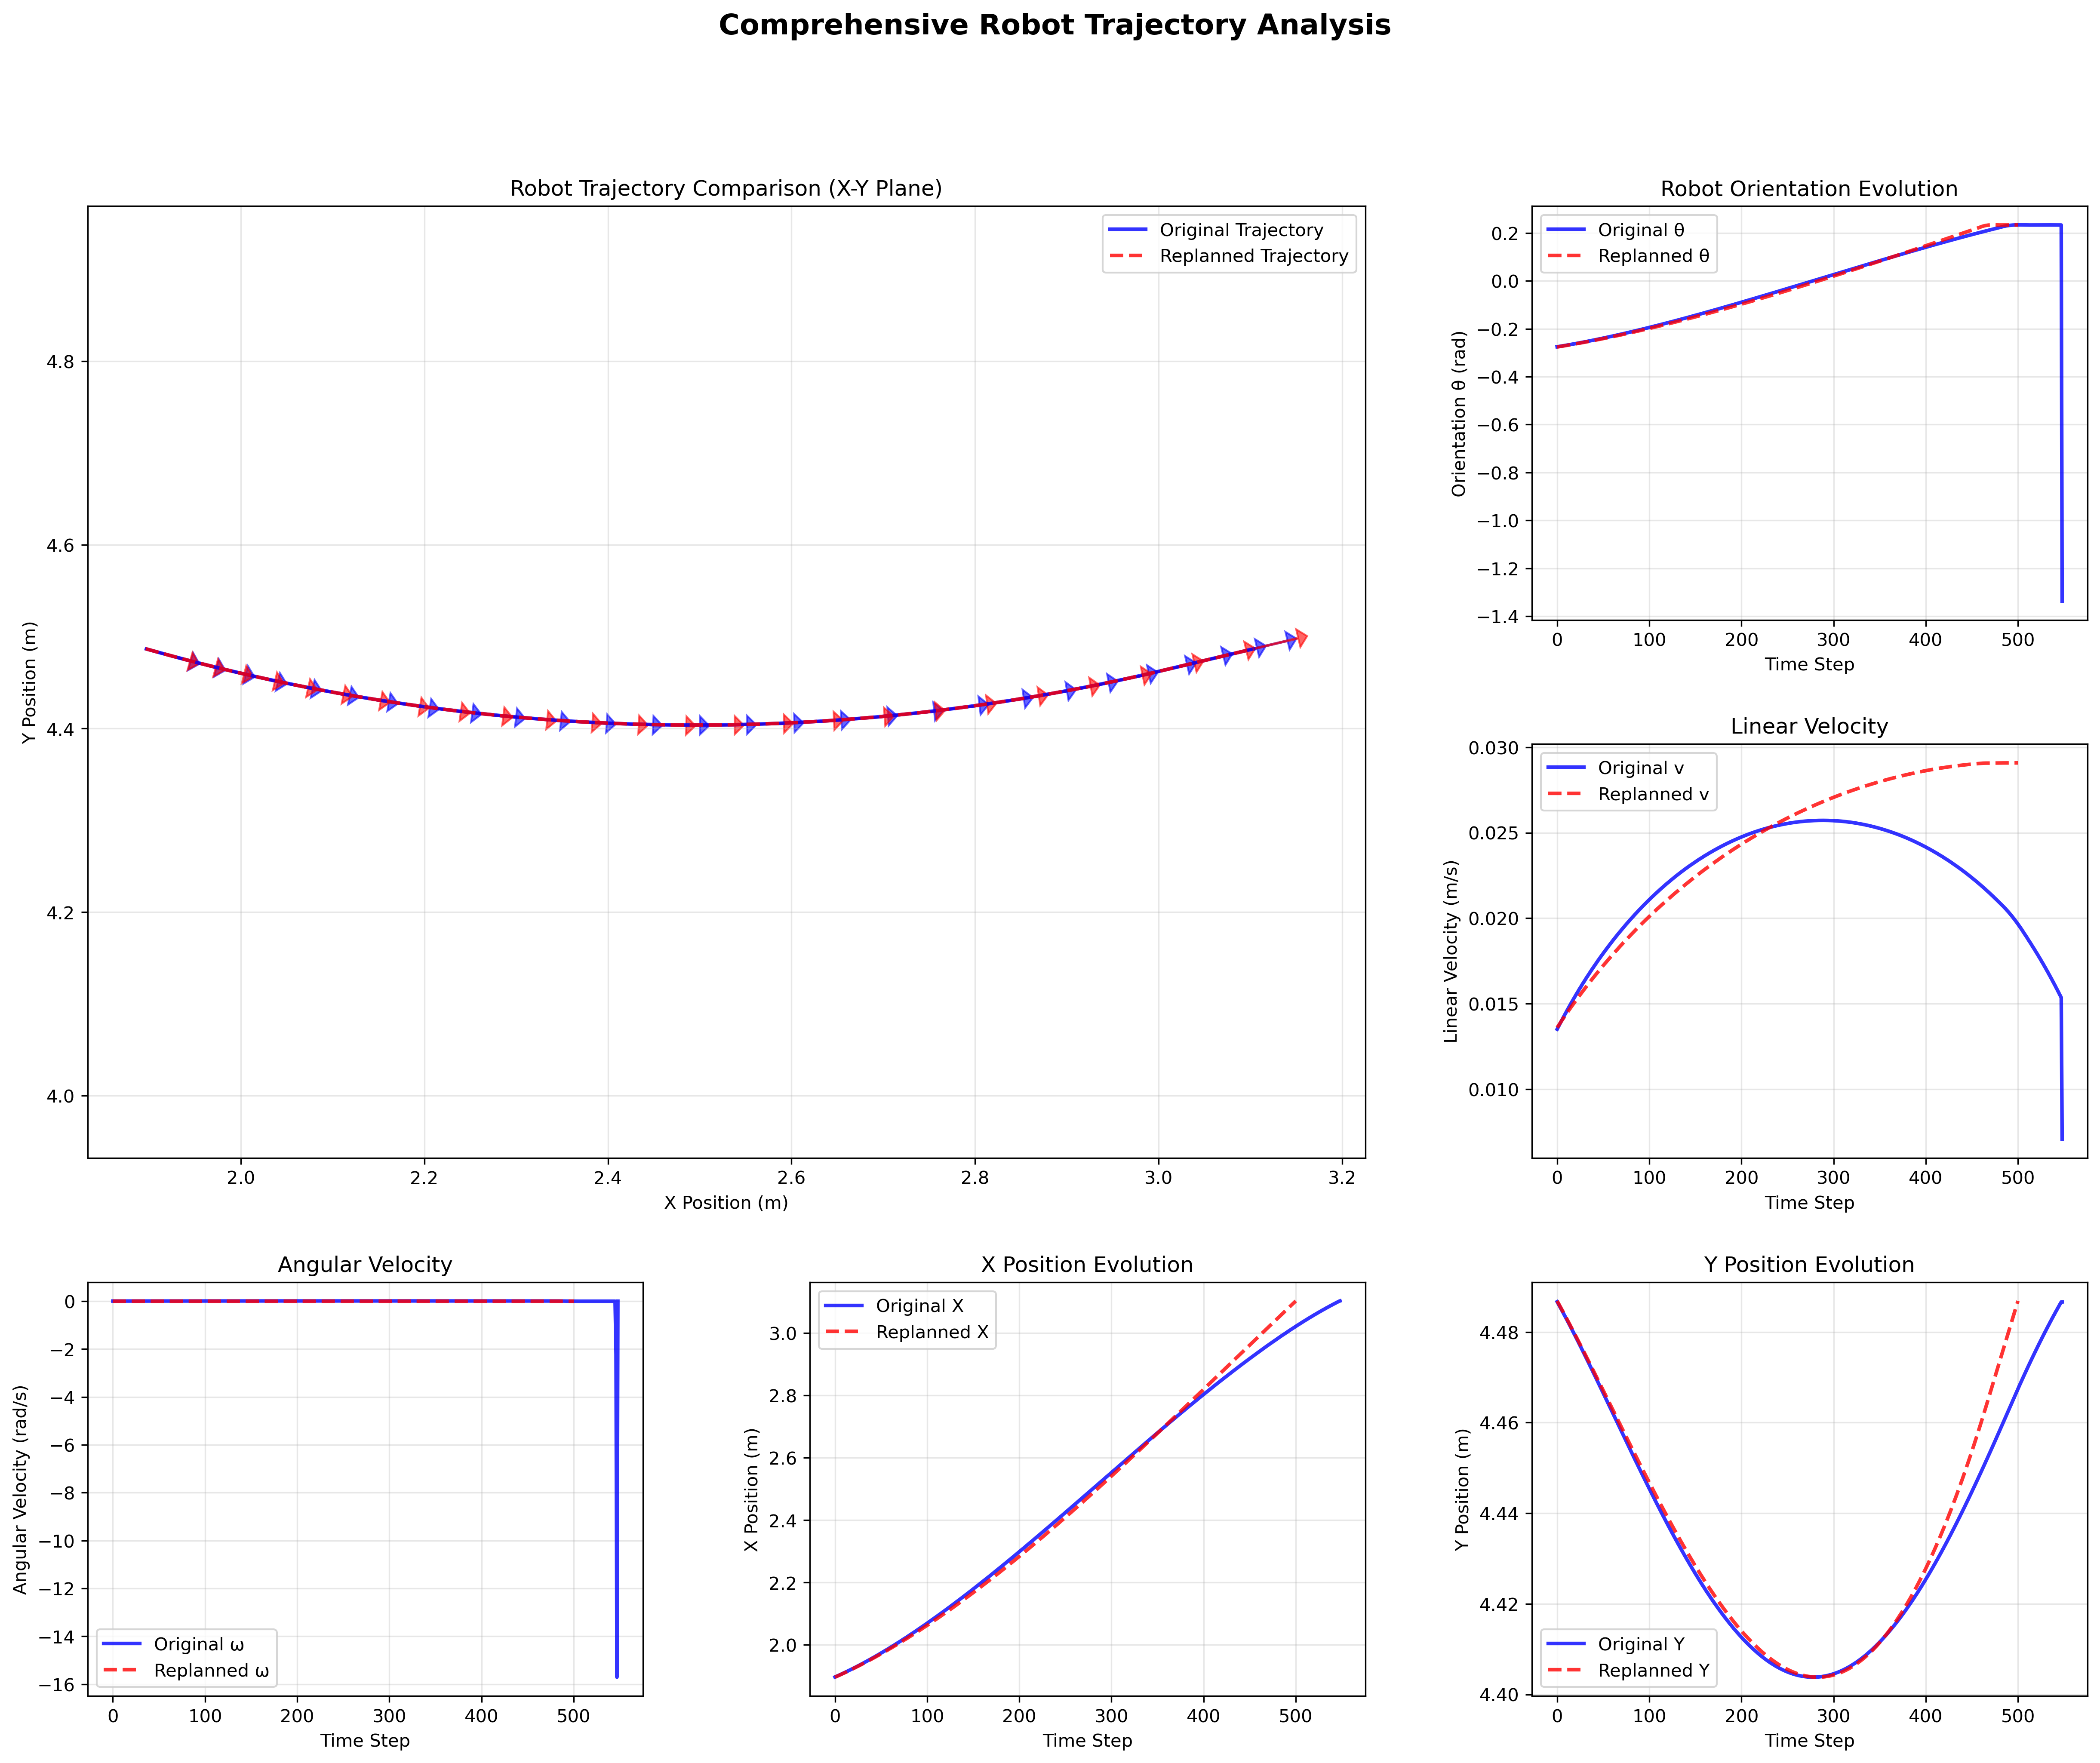 Comprehensive Robot Trajectory Analysis
Robot Trajectory Comparison (X-Y Plane)
Original Trajectory
Replanned Trajectory
Y Position (m)
4.8
4.6
4.4
4.2
4.0
2.0 2.2 2.4 2.6 2.8 3.0 3.2
X Position (m)
Robot Orientation Evolution
Original θ
Replanned θ
Orientation θ (rad)
0.2
0.0
−0.2
−0.4
−0.6
−0.8
−1.0
−1.2
−1.4
0 100 200 300 400 500
Time Step
Linear Velocity
Original v
Replanned v
Linear Velocity (m/s)
0.030
0.025
0.020
0.015
0.010
0 100 200 300 400 500
Time Step
Angular Velocity
Angular Velocity (rad/s)
0
−2
−4
−6
−8
−10
−12
−14
−16
Original ω
Replanned ω
0 100 200 300 400 500
Time Step
X Position Evolution
Original X
Replanned X
X Position (m)
3.0
2.8
2.6
2.4
2.2
2.0
0 100 200 300 400 500
Time Step
Y Position Evolution
Y Position (m)
4.48
4.46
4.44
4.42
4.40
Original Y
Replanned Y
0 100 200 300 400 500
Time Step